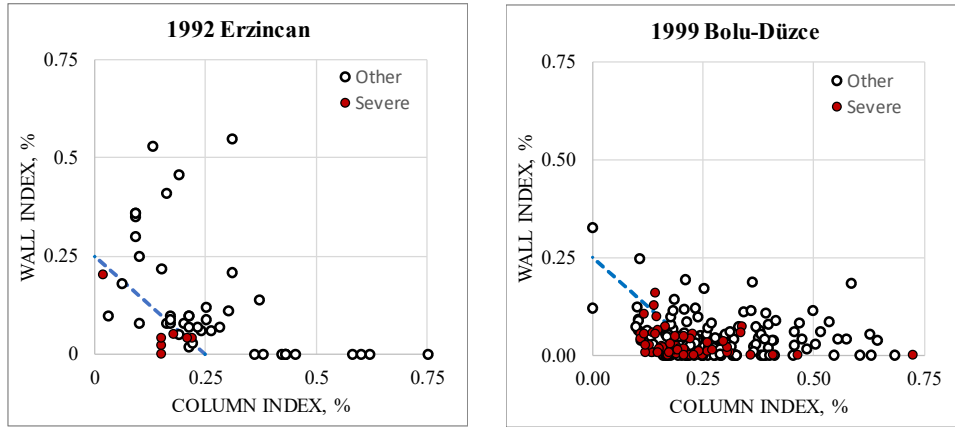 1992 Erzincan
0.75
0.5
0.25
0
WALL INDEX, %
Other
Severe
0
0.25
0.5
0.75
COLUMN INDEX, %
1999 Bolu-Düzce
0.75
0.50
0.25
0.00
WALL INDEX, %
Other
Severe
0.00
0.25
0.50
0.75
COLUMN INDEX, %